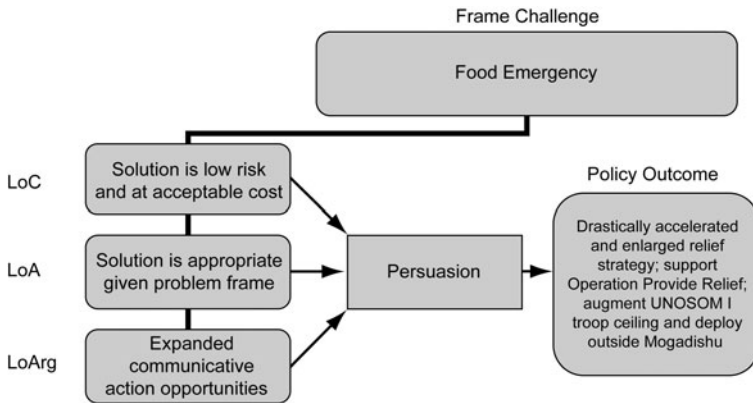 Frame Challenge
Food Emergency
LoC
Solution is low risk
and at acceptable cost
LoA
Solution is appropriate
given problem frame
LoArg
Expanded
communicative
action opportunities
Persuasion
Policy Outcome
Drastically accelerated
and enlarged relief
strategy; support
Operation Provide Relief;
augment UNOSOM I
troop ceiling and deploy
outside Mogadishu